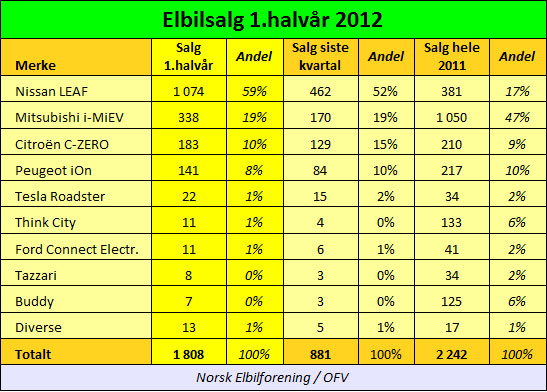 Elbilsalg 1.halvår 2012
Merke Salg 1.halvår Andel Salg siste kvartal Andel Salg hele 2011 Andel
Nissan LEAF 1 074 59% 462 52% 381 17%
Mitsubishi i-MiEV 338 19% 170 19% 1 050 47%
Citroën C-ZERO 183 10% 129 15% 210 9%
Peugeot iOn 141 8% 84 10% 217 10%
Tesla Roadster 22 1% 15 2% 34 2%
Think City 11 1% 4 0% 133 6%
Ford Connect Electr. 11 1% 6 1% 41 2%
Tazzari 8 0% 3 0% 34 2%
Buddy 7 0% 3 0% 125 6%
Diverse 13 1% 5 1% 17 1%
Totalt 1 808 100% 881 100% 2 242 100%
Norsk Elbilforening / OFV